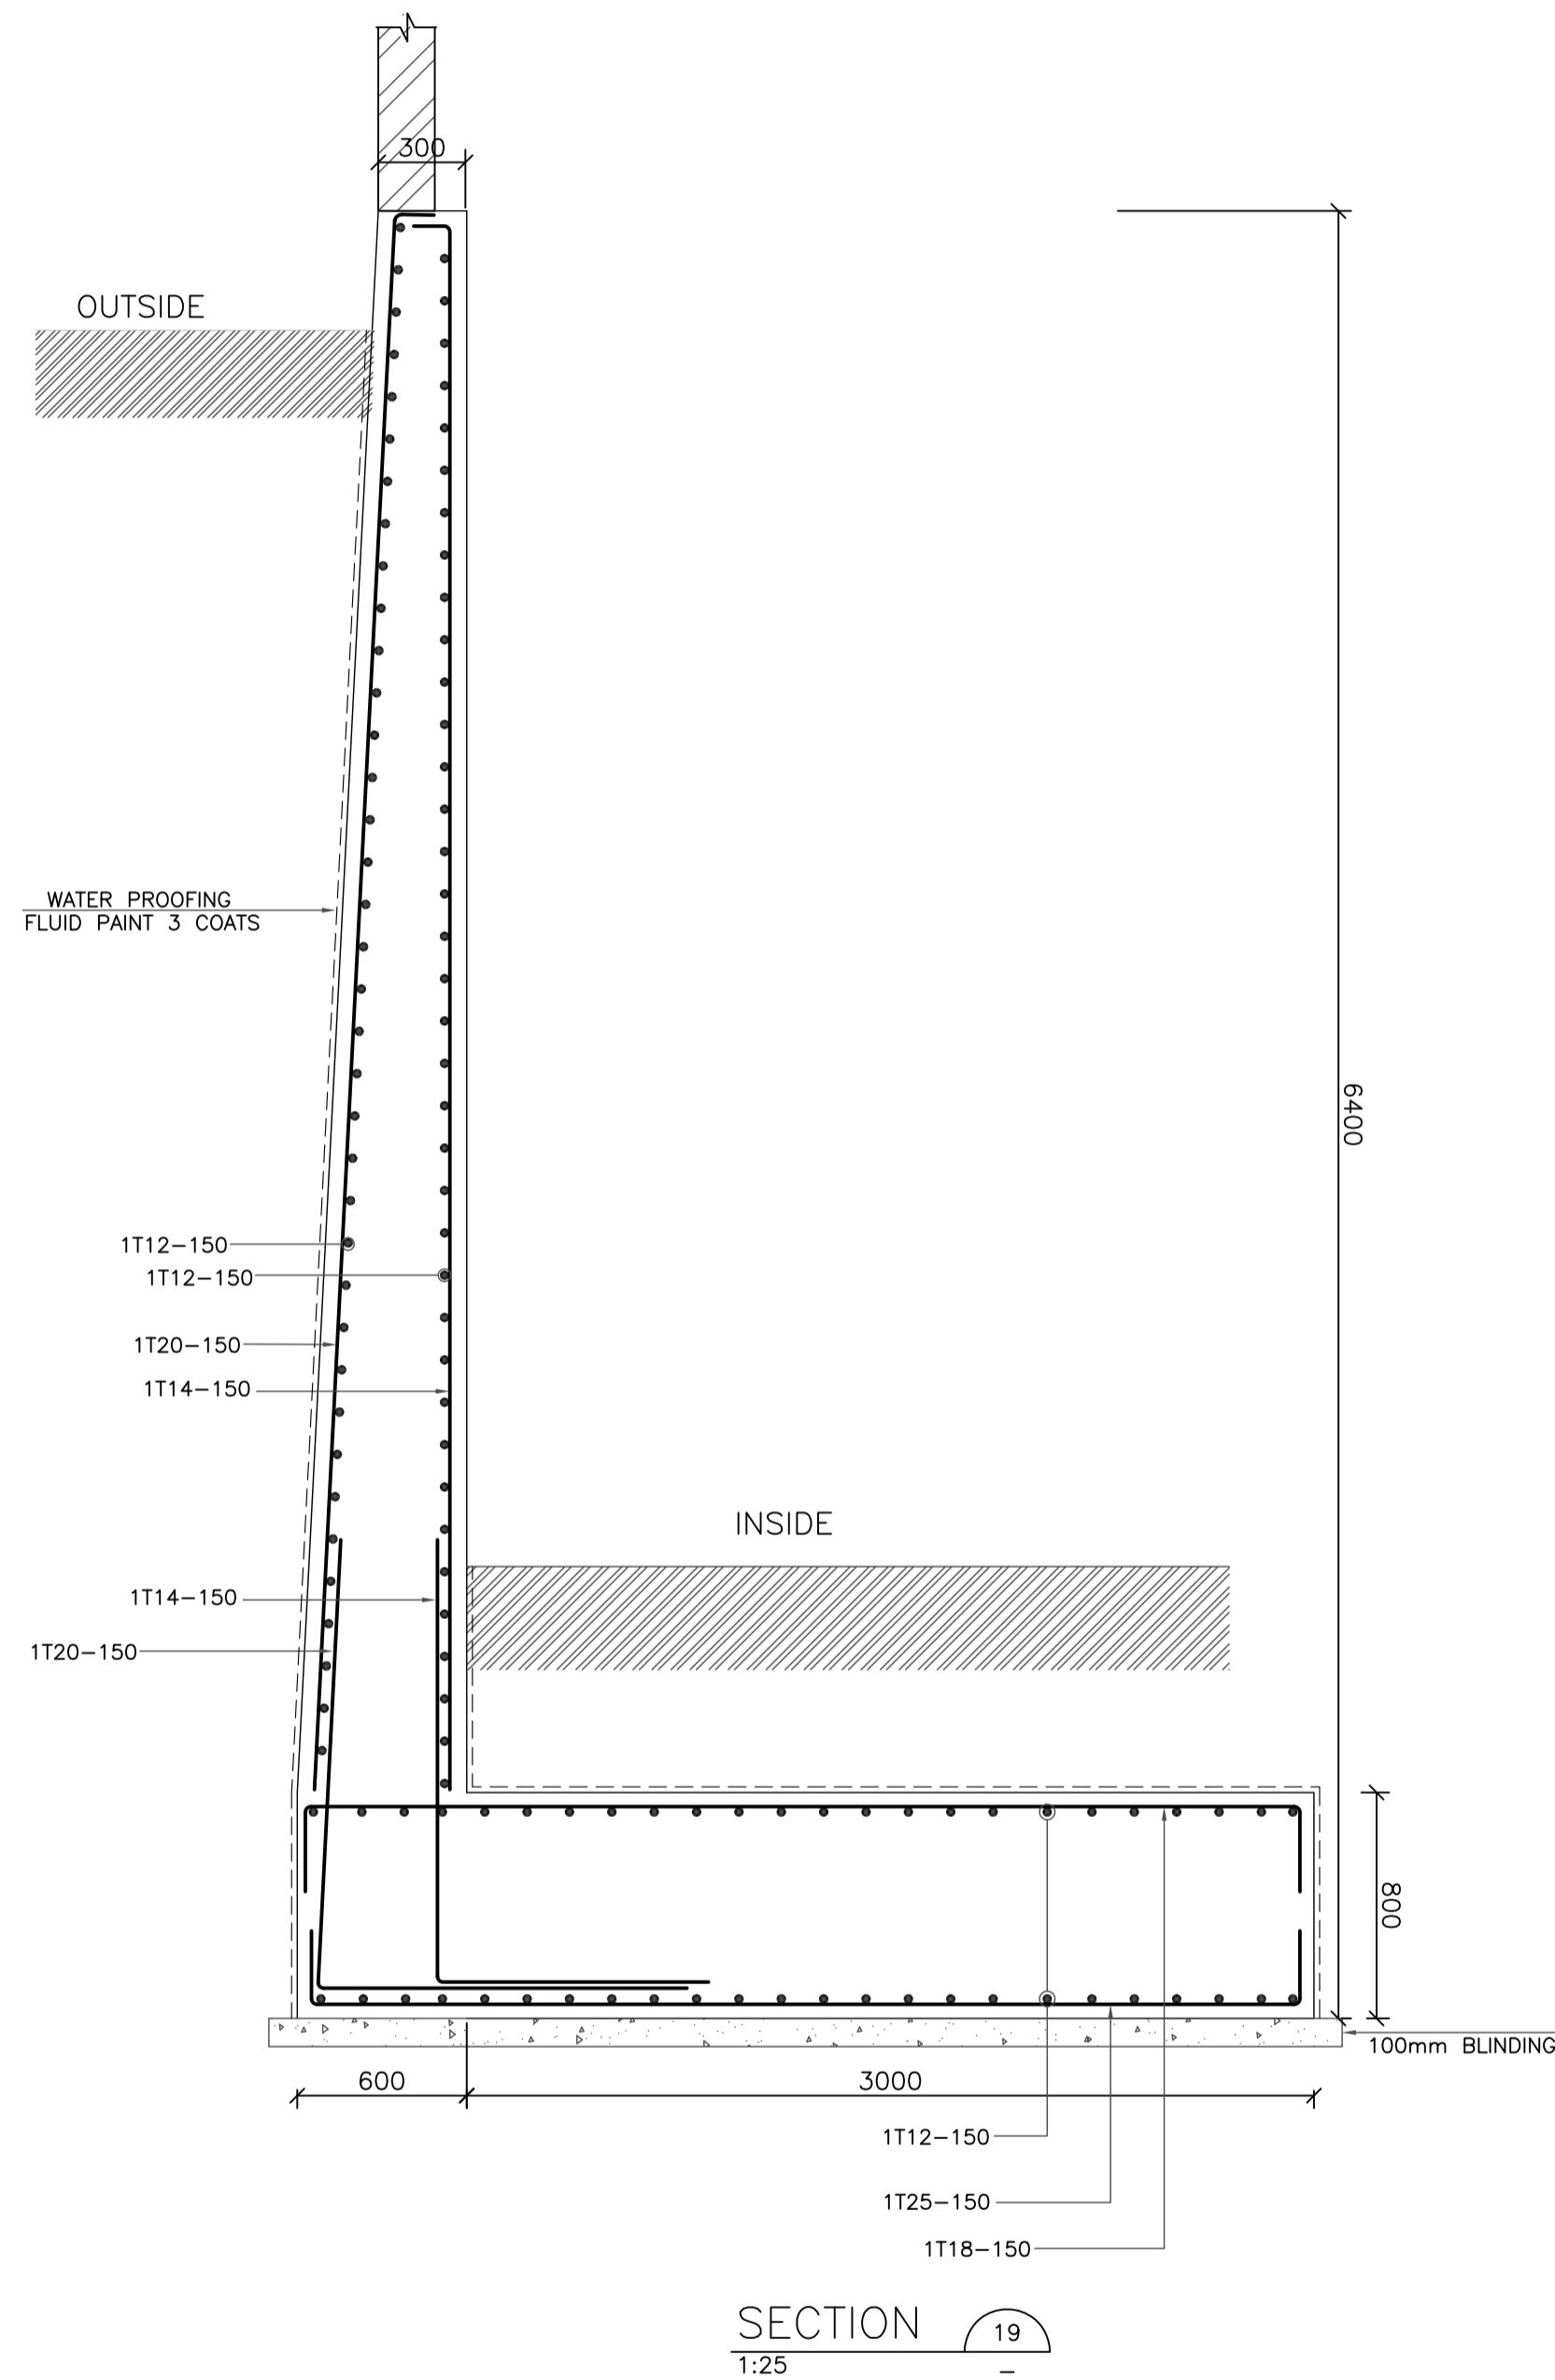 300
OUTSIDE
WATER PROOFING
FLUID PAINT 3 COATS
6400
1T12-150
1T12-150
1T20-150
1T14-150
INSIDE
1T14-150
1T20-150
800
100mm BLINDING
600
3000
1T12-150
1T25-150
1T18-150
SECTION
19
1:25
–